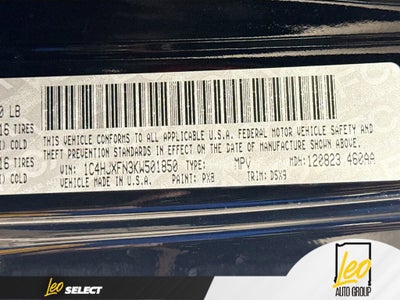 0 LB
16 TIRES
) COLD
16 TIRES
) COLD
THIS VEHICLE CONFORMS TO ALL APPLICABLE U.S.A. FEDERAL MOTOR VEHICLE SAFETY AND
THEFT PREVENTION STANDARDS IN EFFECT ON THE DATE OF MANUFACTURE SHOWN ABOVE.
VIN: 1C4HJXFN3KW501850 TYPE: MPV MDH: 120823 460AA
VEHICLE MADE IN U.S.A. PAINT: PX8 TRIM: D5X9
Leo SELECT
Leo
AUTO GROUP